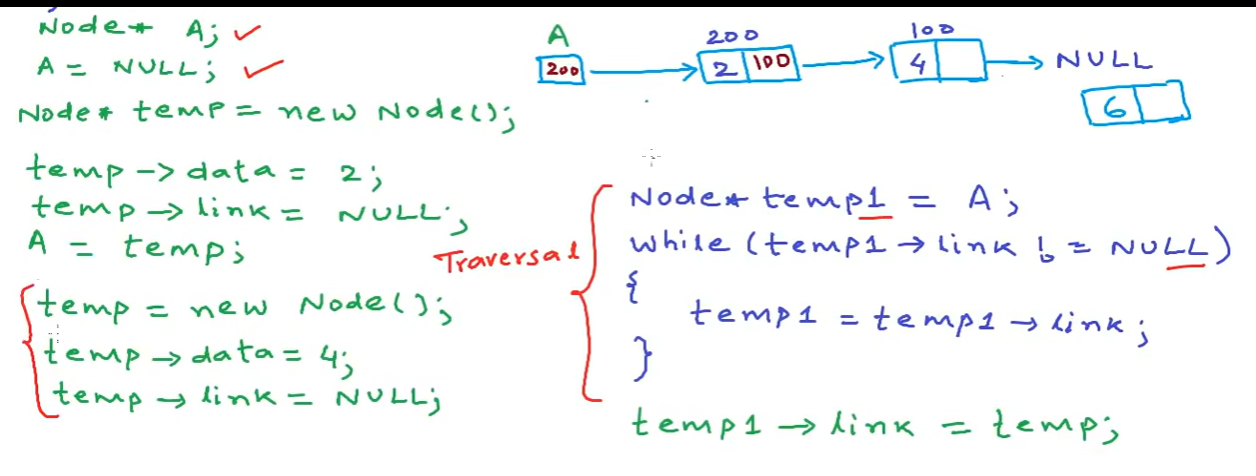 Node* A;
A = NULL;
Node* temp = new Node();
temp -> data = 2;
temp -> link = NULL;
A = temp;
temp = new Node();
temp -> data = 4;
temp -> link = NULL;
A
200
100
200
2
100
4
NULL
6
Traversal
Node* temp1 = A;
while (temp1 -> link != NULL)
{
temp1 = temp1 -> link;
}
temp1 -> link = temp;